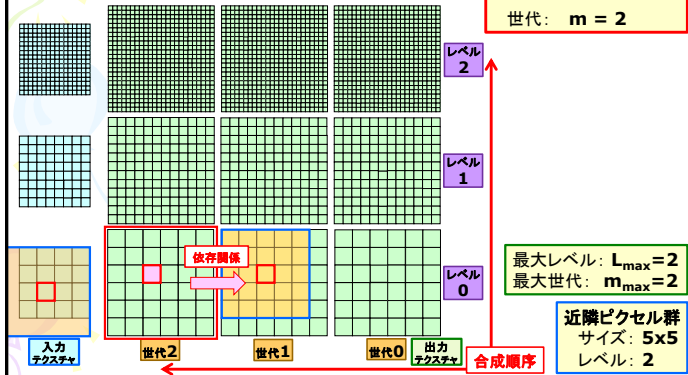 世代: m = 2
レベル
2
レベル
1
依存関係
レベル
0
最大レベル: Lmax=2
最大世代: mmax=2
近隣ピクセル群
サイズ: 5x5
レベル: 2
入力
テクスチャ
世代2
世代1
世代0
出力
テクスチャ
合成順序